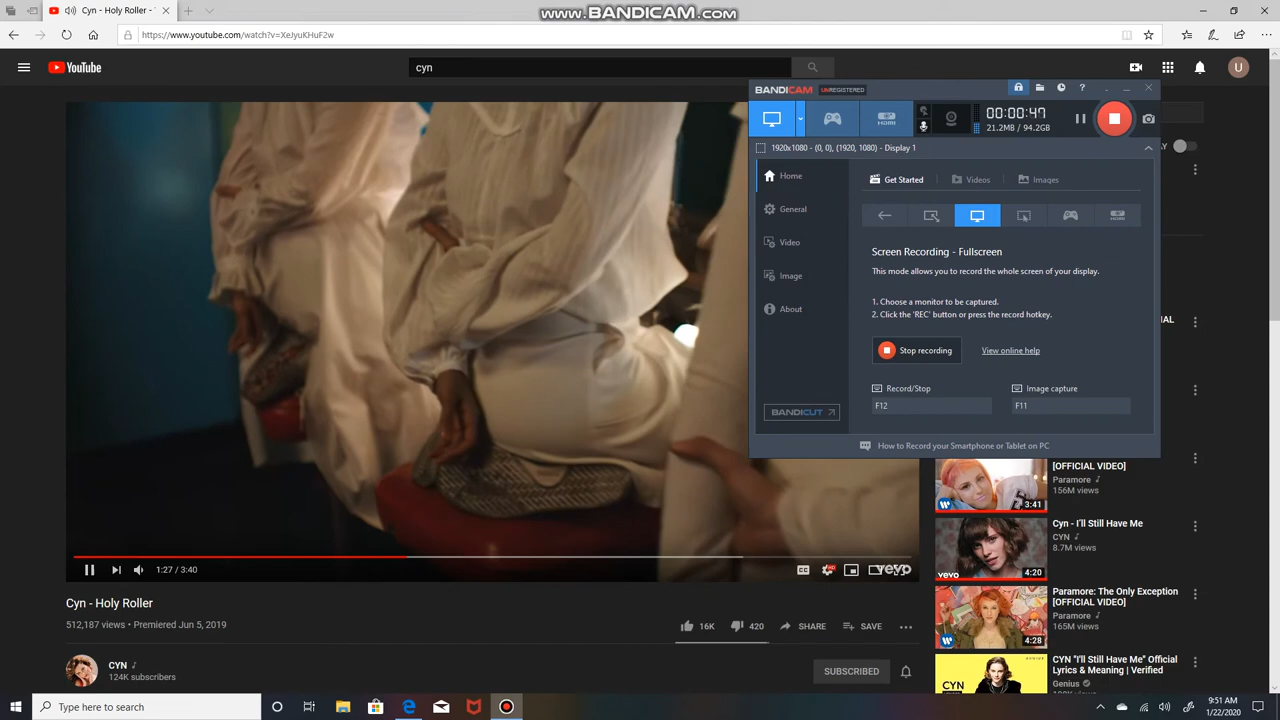 Cyn - Holy Roller -
www.BANDICAM.com
https://www.youtube.com/watch?v=XeJyuKHuF2w
YouTube
cyn
U
BANDICAM
UNREGISTERED
00:00:47
21.2MB / 94.2GB
HDMI
1920x1080 - (0, 0), (1920, 1080) - Display 1
Home
General
Video
Image
About
BANDICUT
Get Started
Videos
Images
Screen Recording - Fullscreen
This mode allows you to record the whole screen of your display.
1. Choose a monitor to be captured.
2. Click the 'REC' button or press the record hotkey.
Stop recording
View online help
Record/Stop
F12
Image capture
F11
How to Record your Smartphone or Tablet on PC
1:27 / 3:40
CC
vevo
Cyn - Holy Roller
512,187 views • Premiered Jun 5, 2019
16K
420
SHARE
SAVE
CYN
124K subscribers
SUBSCRIBED
[OFFICIAL VIDEO]
Paramore
156M views
3:41
Cyn - I'll Still Have Me
CYN
8.7M views
vevo
4:20
Paramore: The Only Exception
[OFFICIAL VIDEO]
165M views
4:28
CYN "I'll Still Have Me" Official
Lyrics & Meaning | Verified
Genius
CYN
Type here to search
9:51 AM
1/22/2020